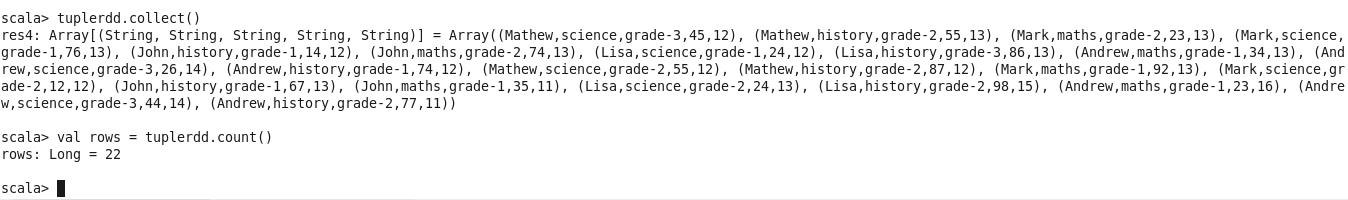 scala> tuplerdd.collect()
res4: Array[(String, String, String, String, String)] = Array((Mathew,science,grade-3,45,12), (Mathew,history,grade-2,55,13), (Mark,maths,grade-2,23,13), (Mark,science,
grade-1,76,13), (John,history,grade-1,14,12), (John,maths,grade-2,74,13), (Lisa,science,grade-1,24,12), (Lisa,history,grade-3,86,13), (Andrew,maths,grade-1,34,13), (And
rew,science,grade-3,26,14), (Andrew,history,grade-1,74,12), (Mathew,science,grade-2,55,12), (Mathew,history,grade-2,87,12), (Mark,maths,grade-1,92,13), (Mark,science,gr
ade-2,12,12), (John,history,grade-1,67,13), (John,maths,grade-1,35,11), (Lisa,science,grade-2,24,13), (Lisa,history,grade-2,98,15), (Andrew,maths,grade-1,23,16), (Andre
w,science,grade-3,44,14), (Andrew,history,grade-2,77,11))
scala> val rows = tuplerdd.count()
rows: Long = 22
scala>